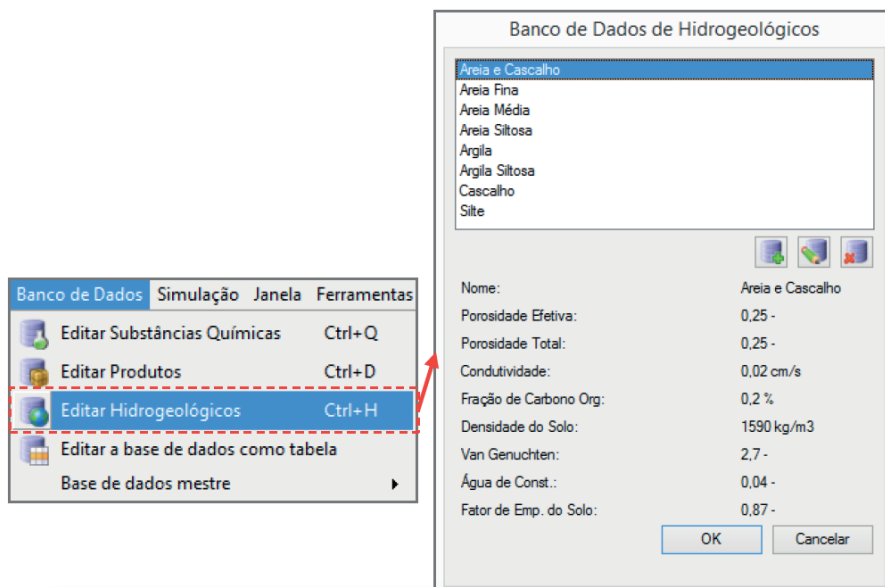 Banco de Dados Simulação Janela Ferramentas
Editar Substâncias Químicas Ctrl+Q
Editar Produtos Ctrl+D
Editar Hidrogeológicos Ctrl+H
Editar a base de dados como tabela
Base de dados mestre
Banco de Dados de Hidrogeológicos
Areia e Cascalho
Areia Fina
Areia Média
Areia Siltosa
Argila
Argila Siltosa
Cascalho
Silte
Nome: Areia e Cascalho
Porosidade Efetiva: 0,25 -
Porosidade Total: 0,25 -
Condutividade: 0,02 cm/s
Fração de Carbono Org: 0,2 %
Densidade do Solo: 1590 kg/m3
Van Genuchten: 2,7 -
Água de Const.: 0,04 -
Fator de Emp. do Solo: 0,87 -
OK Cancelar